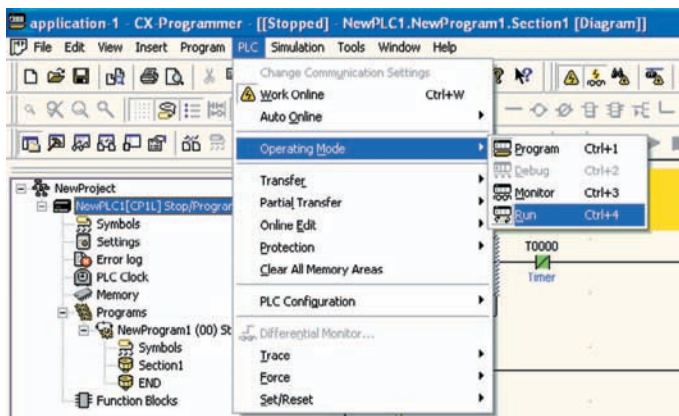 application-1 - CX-Programmer - [[Stopped] - NewPLC1.NewProgram1.Section1 [Diagram]]
File Edit View Insert Program PLC Simulation Tools Window Help
Change Communication Settings
Work Online Ctrl+W
Auto Online
Operating Mode
Program Ctrl+1
Debug Ctrl+2
Monitor Ctrl+3
Run Ctrl+4
Transfer
Partial Transfer
Online Edit
Protection
Clear All Memory Areas
PLC Configuration
Differential Monitor...
Trace
Force
Set/Reset
NewProject
NewPLC1[CP1L] Stop/Program
Symbols
Settings
Error log
PLC Clock
Memory
Programs
NewProgram1 (00) St
Symbols
Section1
END
Function Blocks
T0000
Timer